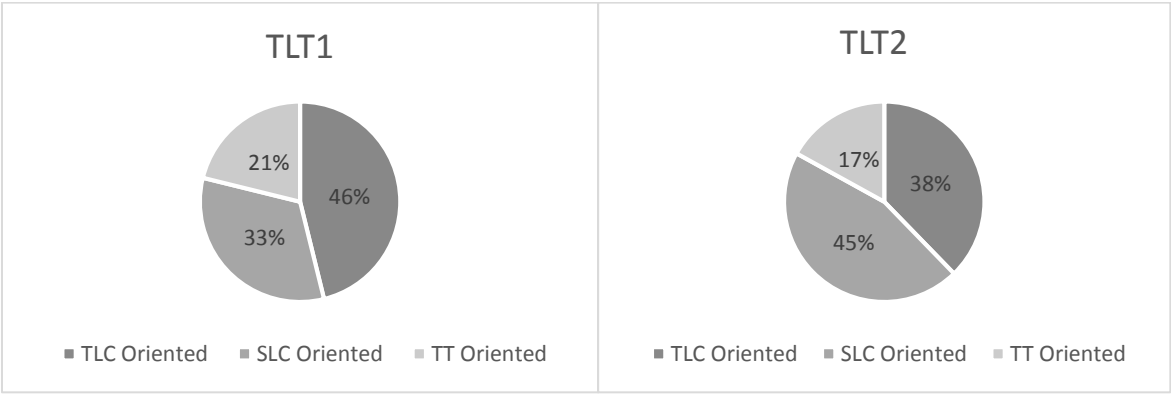 TLT1
21%
46%
33%
TLC Oriented SLC Oriented TT Oriented
TLT2
17%
38%
45%
TLC Oriented SLC Oriented TT Oriented